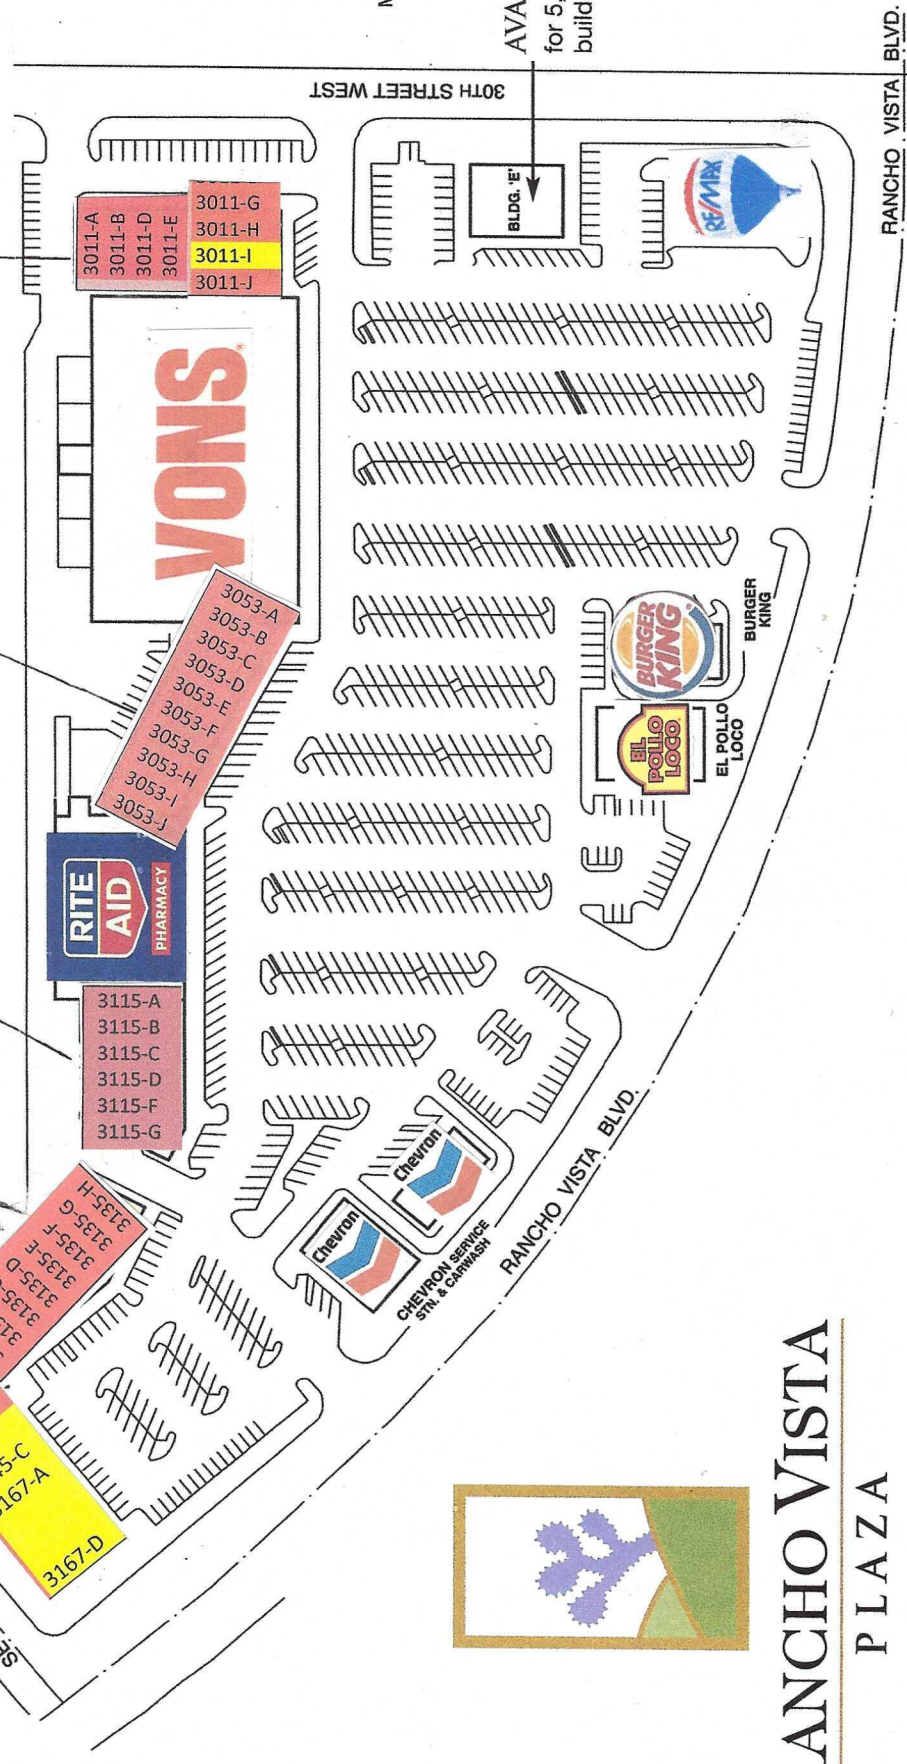 AVA
for 5,
build
30TH STREET WEST
RANCHO VISTA BLVD.
3011-A
3011-B
3011-D
3011-E
3011-G
3011-H
3011-I
3011-J
BLDG. 'E'
RE/MAX
VONS
3053-A
3053-B
3053-C
3053-D
3053-E
3053-F
3053-G
3053-H
3053-I
3053-J
BURGER
KING
BURGER
KING
EL
POLLO
LOCO
EL POLLO
LOCO
RITE
AID
PHARMACY
3115-A
3115-B
3115-C
3115-D
3115-F
3115-G
3135-H
3135-G
3135-F
3135-E
3135-D
Chevron
Chevron
CHEVRON SERVICE
STN. & CARWASH
RANCHO VISTA BLVD.
5-C
3167-A
3167-D
ANCHO VISTA
PLAZA